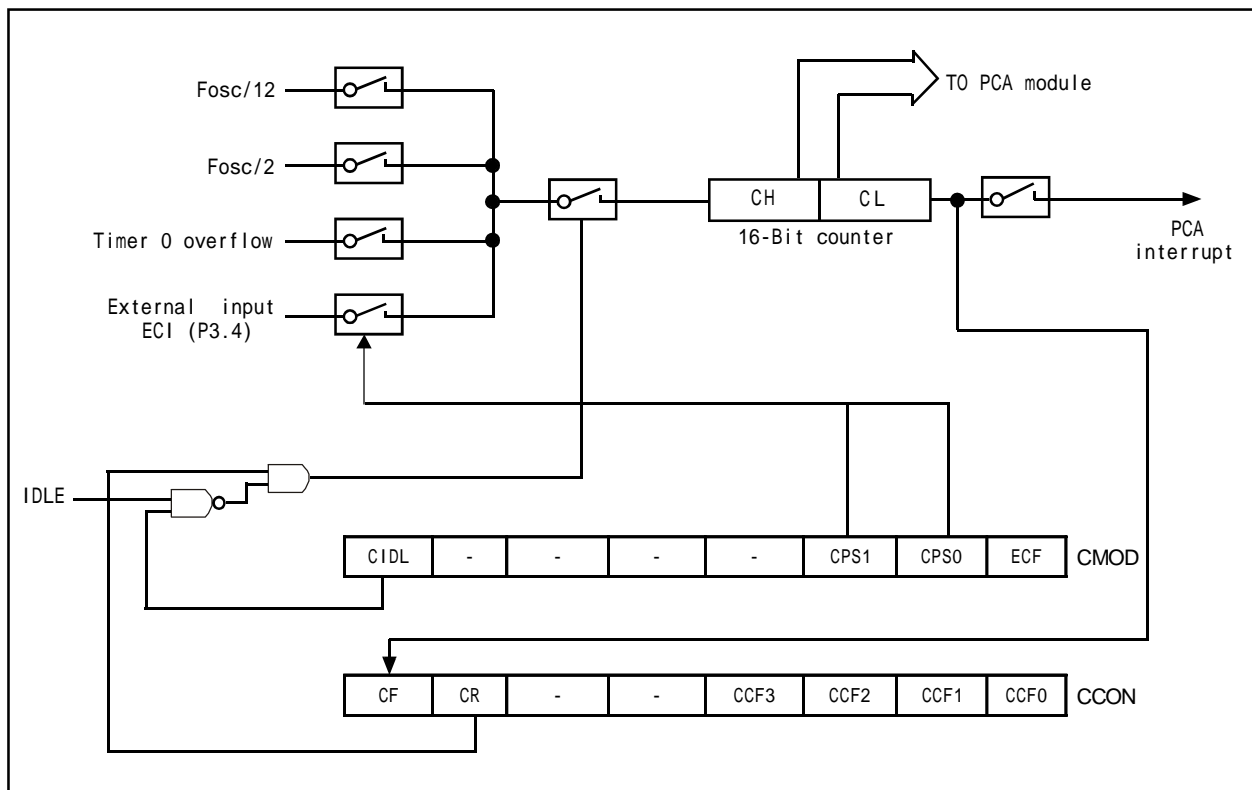 Fosc/12
TO PCA module
Fosc/2
CH CL
Timer 0 overflow
16-Bit counter
PCA
interrupt
External input
ECI (P3.4)
IDLE
CIDL - - - - CPS1 CPS0 ECF CMOD
CF CR - - CCF3 CCF2 CCF1 CCF0 CCON